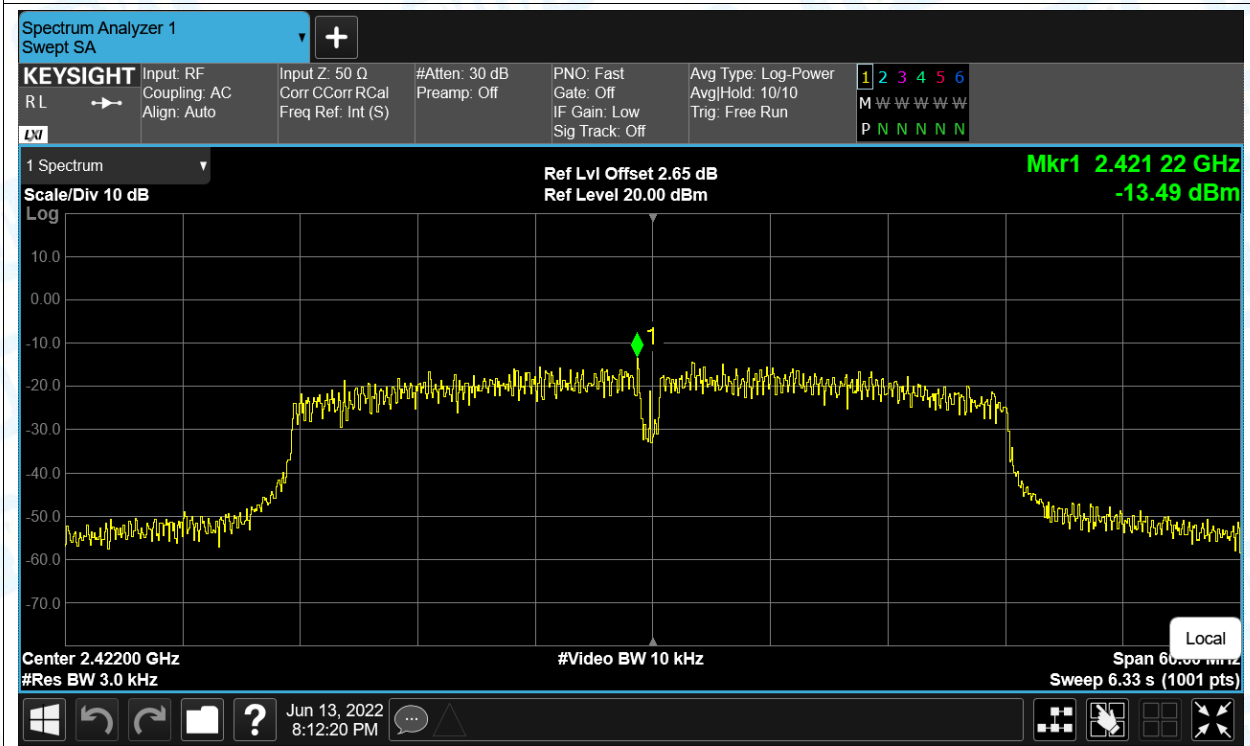 Spectrum Analyzer 1
Swept SA
KEYSIGHT
R L
LXI
Input: RF
Coupling: AC
Align: Auto
Input Z: 50 Ω
Corr CCorr RCal
Freq Ref: Int (S)
#Atten: 30 dB
Preamp: Off
PNO: Fast
Gate: Off
IF Gain: Low
Sig Track: Off
Avg Type: Log-Power
Avg|Hold: 10/10
Trig: Free Run
1 2 3 4 5 6
M W W W W W
P N N N N N
1 Spectrum
Scale/Div 10 dB
Log
Ref Lvl Offset 2.65 dB
Ref Level 20.00 dBm
Mkr1 2.421 22 GHz
-13.49 dBm
10.0
0.00
-10.0
-20.0
-30.0
-40.0
-50.0
-60.0
-70.0
1
Local
Center 2.42200 GHz
#Res BW 3.0 kHz
#Video BW 10 kHz
Span 60.00 MHz
Sweep 6.33 s (1001 pts)
?
Jun 13, 2022
8:12:20 PM